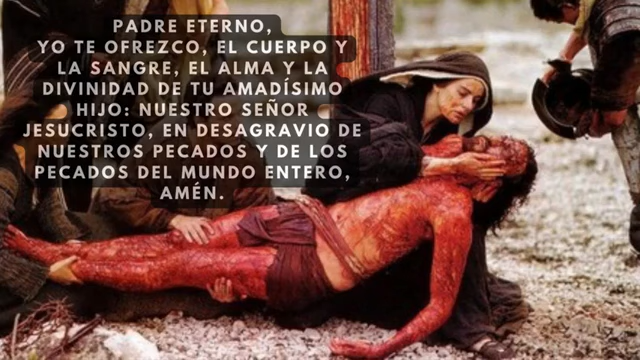 PADRE ETERNO,
YO TE OFREZCO, EL CUERPO Y
LA SANGRE, EL ALMA Y LA
DIVINIDAD DE TU AMADÍSIMO
HIJO: NUESTRO SEÑOR
JESUCRISTO, EN DESAGRAVIO DE
NUESTROS PECADOS Y DE LOS
PECADOS DEL MUNDO ENTERO,
AMÉN.